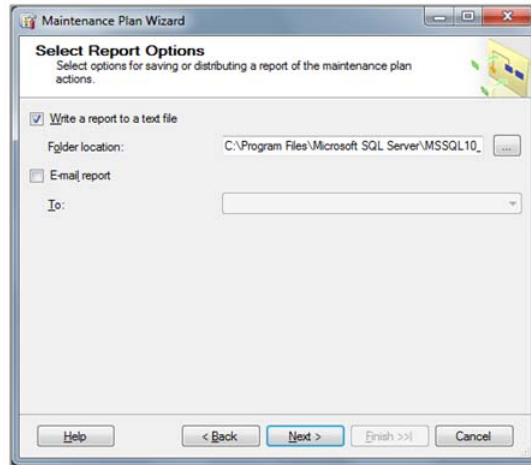 Maintenance Plan Wizard
Select Report Options
Select options for saving or distributing a report of the maintenance plan
actions.
Write a report to a text file
Folder location: C:\Program Files\Microsoft SQL Server\MSSQL10_ ...
E-mail report
To:
Help < Back Next > Finish >>| Cancel